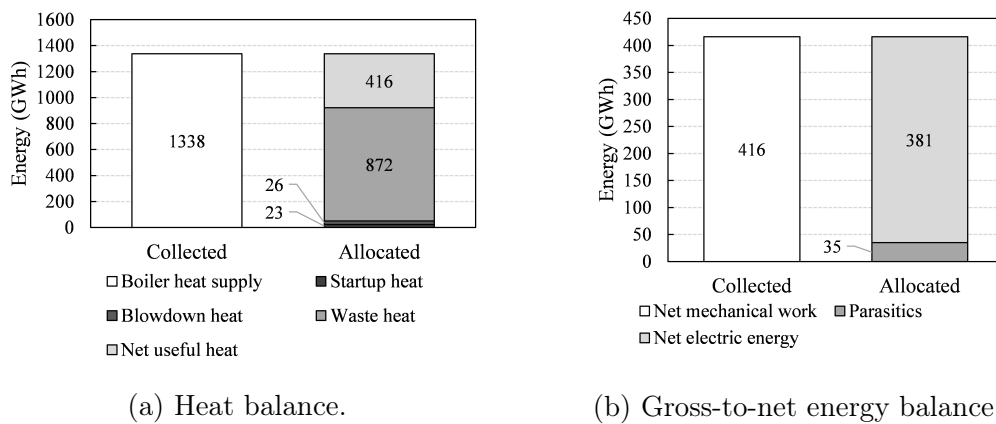 1600
1400
1200
1000
800
600
400
200
0
Energy (GWh)
1338
416
872
26
23
Collected
Allocated
Boiler heat supply
Startup heat
Blowdown heat
Waste heat
Net useful heat
(a) Heat balance.
450
400
350
300
250
200
150
100
50
0
Energy (GWh)
416
381
35
Collected
Allocated
Net mechanical work
Parasitics
Net electric energy
(b) Gross-to-net energy balance